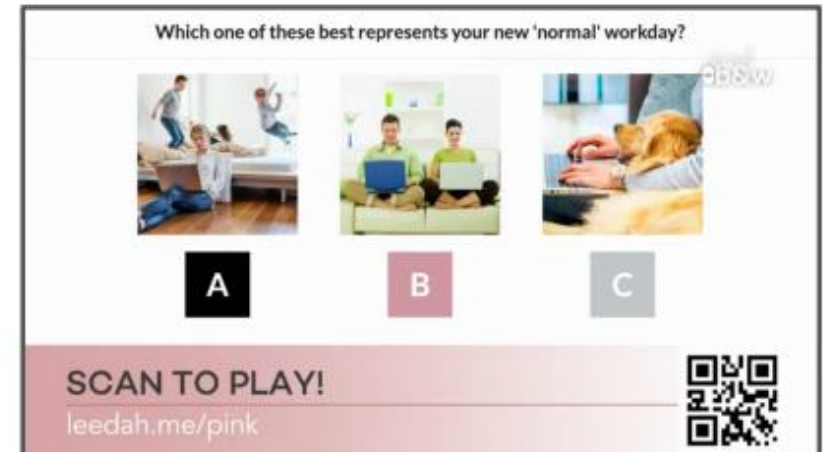 Which one of these best represents your new 'normal' workday?
A
B
C
SCAN TO PLAY!
leedah.me/pink